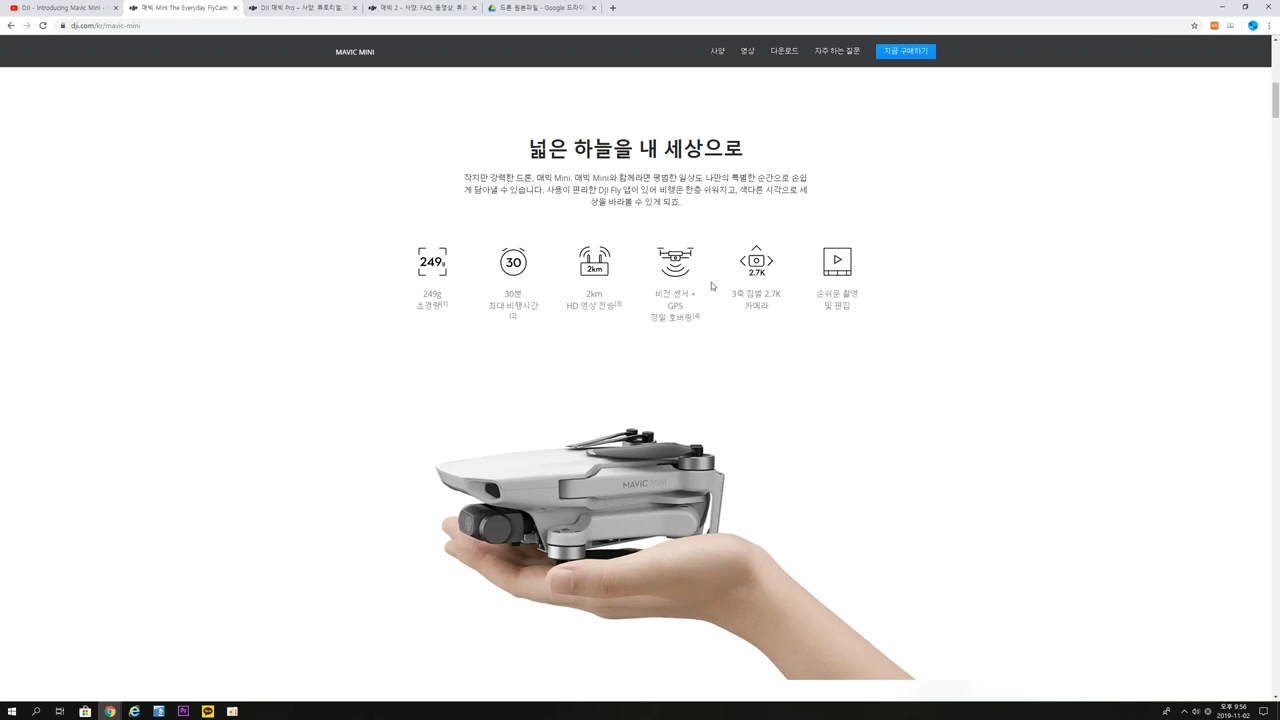 DJI - Introducing Mavic Mini -
매빅 Mini The Everyday FlyCam
DJI 매빅 Pro – 사양, 튜토리얼,
매빅 2 - 사양, FAQ, 동영상, 튜토
드론 원본파일 - Google 드라이
dji.com/kr/mavic-mini
MAVIC MINI
사양
영상
다운로드
자주 하는 질문
지금 구매하기
넓은 하늘을 내 세상으로
작지만 강력한 드론, 매빅 Mini. 매빅 Mini와 함께라면 평범한 일상도 나만의 특별한 순간으로 손쉽
게 담아낼 수 있습니다. 사용이 편리한 DJI Fly 앱이 있어 비행은 한층 쉬워지고, 색다른 시각으로 세
상을 바라볼 수 있게 되죠.
249g
30
2km
2.7K
249g
초경량[1]
30분
최대 비행시간
[2]
2km
HD 영상 전송[3]
비전 센서 +
GPS
정밀 호버링[4]
3축 짐벌 2.7K
카메라
손쉬운 촬영
및 편집
MAVIC MINI
오후 9:56
2019-11-02